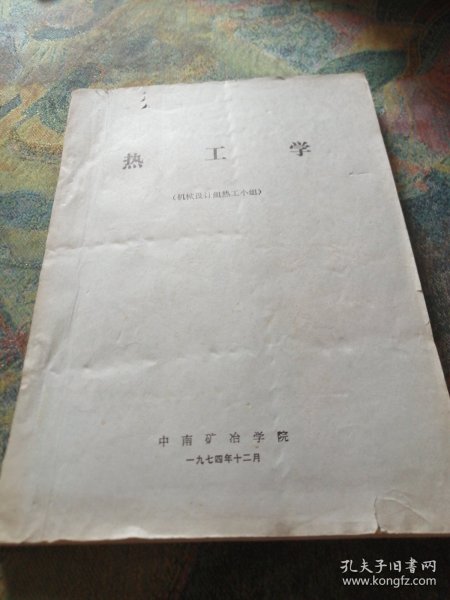 热工学
（机械设计组热工小组）
中南矿冶学院
一九七四年十二月
孔夫子旧书网
www.kongfz.com